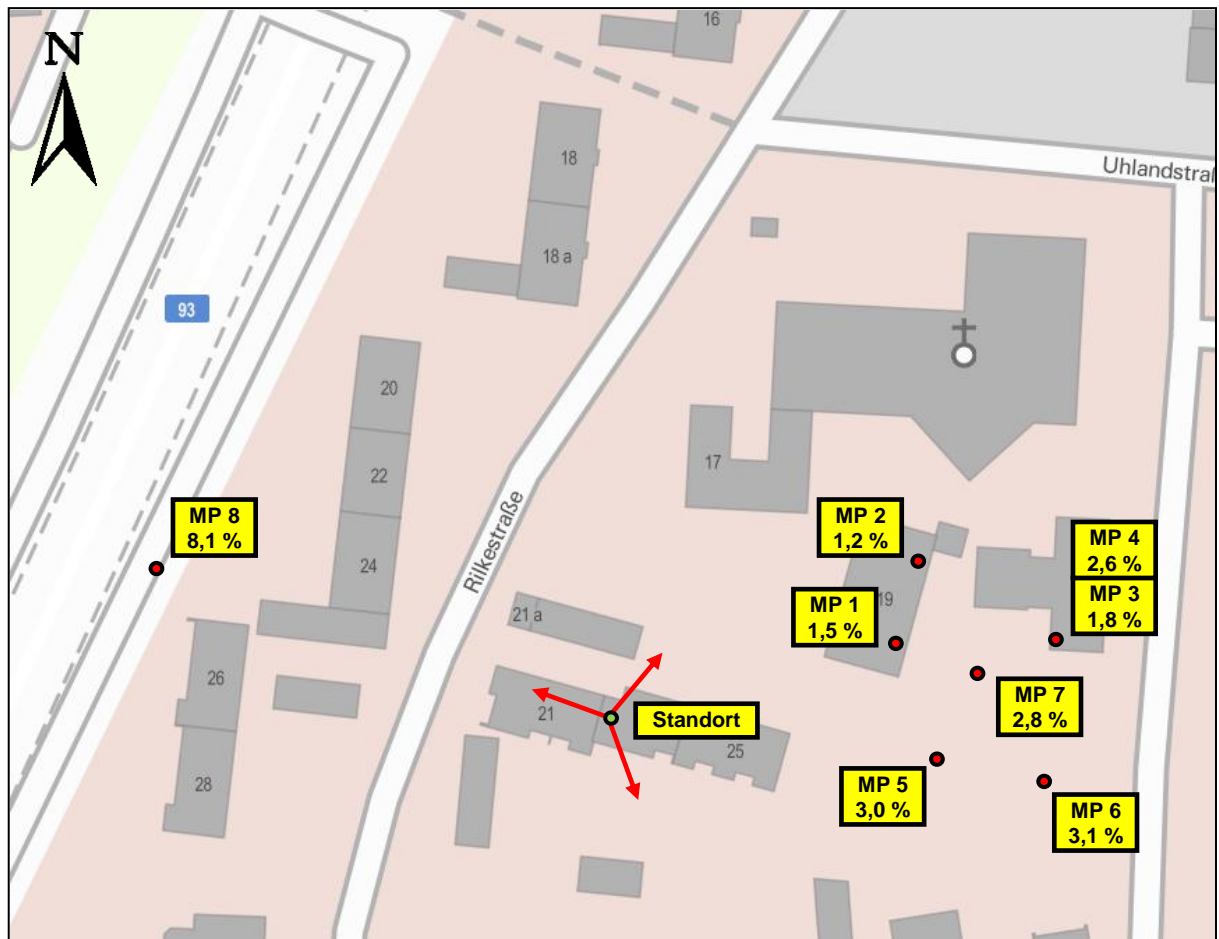 N
16
18
Uhlandstraß
18 a
93
20
17
22
MP 8
8,1 %
MP 2
1,2 %
Rilkestraße
MP 4
2,6 %
24
MP 3
1,8 %
19
MP 1
1,5 %
21 a
26
MP 7
2,8 %
21
Standort
25
28
MP 5
3,0 %
MP 6
3,1 %